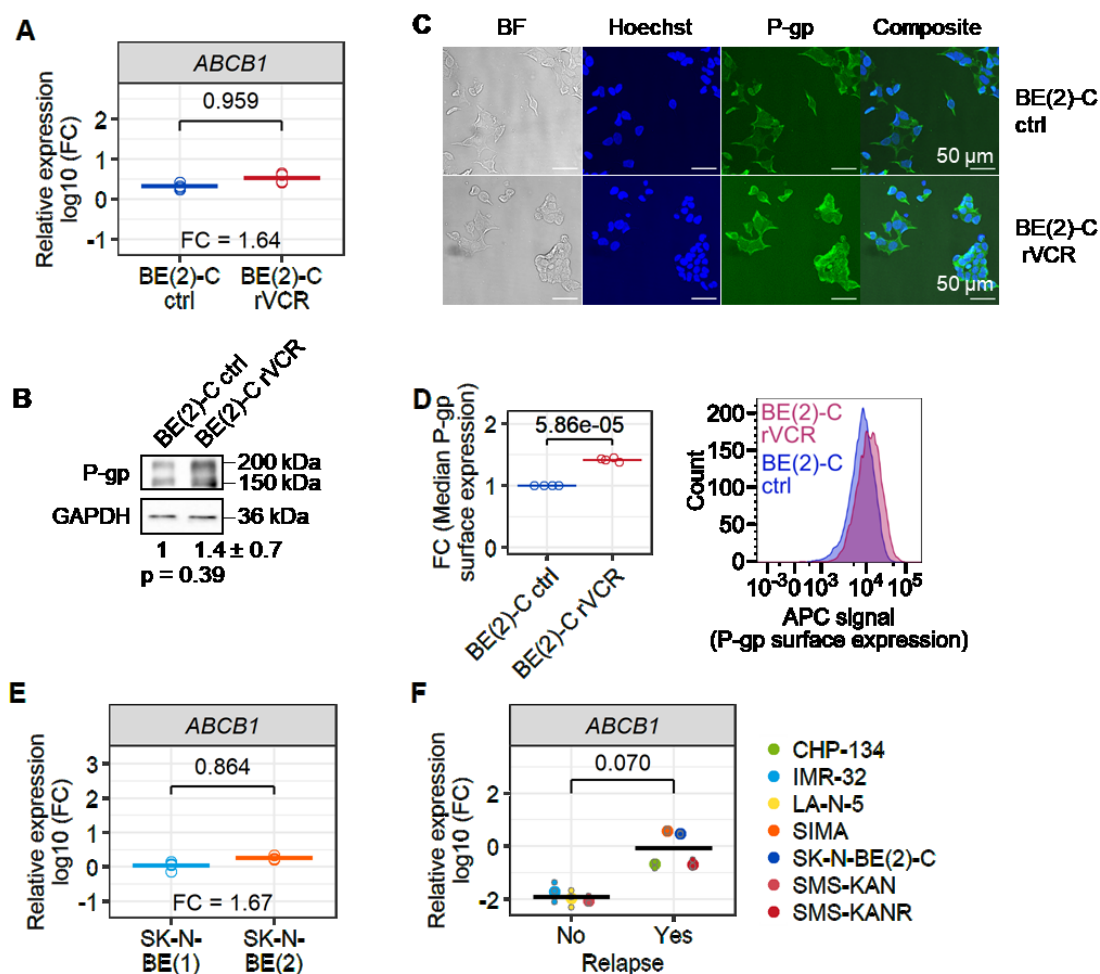 A
ABCB1
Relative expression
log10 (FC)
2
1
0
-1
0.959
FC = 1.64
BE(2)-C
ctrl
BE(2)-C
rVCR
B
BE(2)-C ctrl
BE(2)-C rVCR
P-gp
200 kDa
150 kDa
GAPDH
36 kDa
1
1.4 ± 0.7
p = 0.39
C
BF
Hoechst
P-gp
Composite
50 µm
BE(2)-C
ctrl
50 µm
BE(2)-C
rVCR
D
FC (Median P-gp
surface expression)
2
1
0
5.86e-05
BE(2)-C ctrl
BE(2)-C rVCR
Count
200
150
100
50
0
BE(2)-C
rVCR
BE(2)-C
ctrl
10-3 0 103 104 105
APC signal
(P-gp surface expression)
E
ABCB1
Relative expression
log10 (FC)
3
2
1
0
-1
0.864
FC = 1.67
SK-N-
BE(1)
SK-N-
BE(2)
F
ABCB1
Relative expression
log10 (FC)
2
0
-2
0.070
No
Yes
Relapse
CHP-134
IMR-32
LA-N-5
SIMA
SK-N-BE(2)-C
SMS-KAN
SMS-KANR